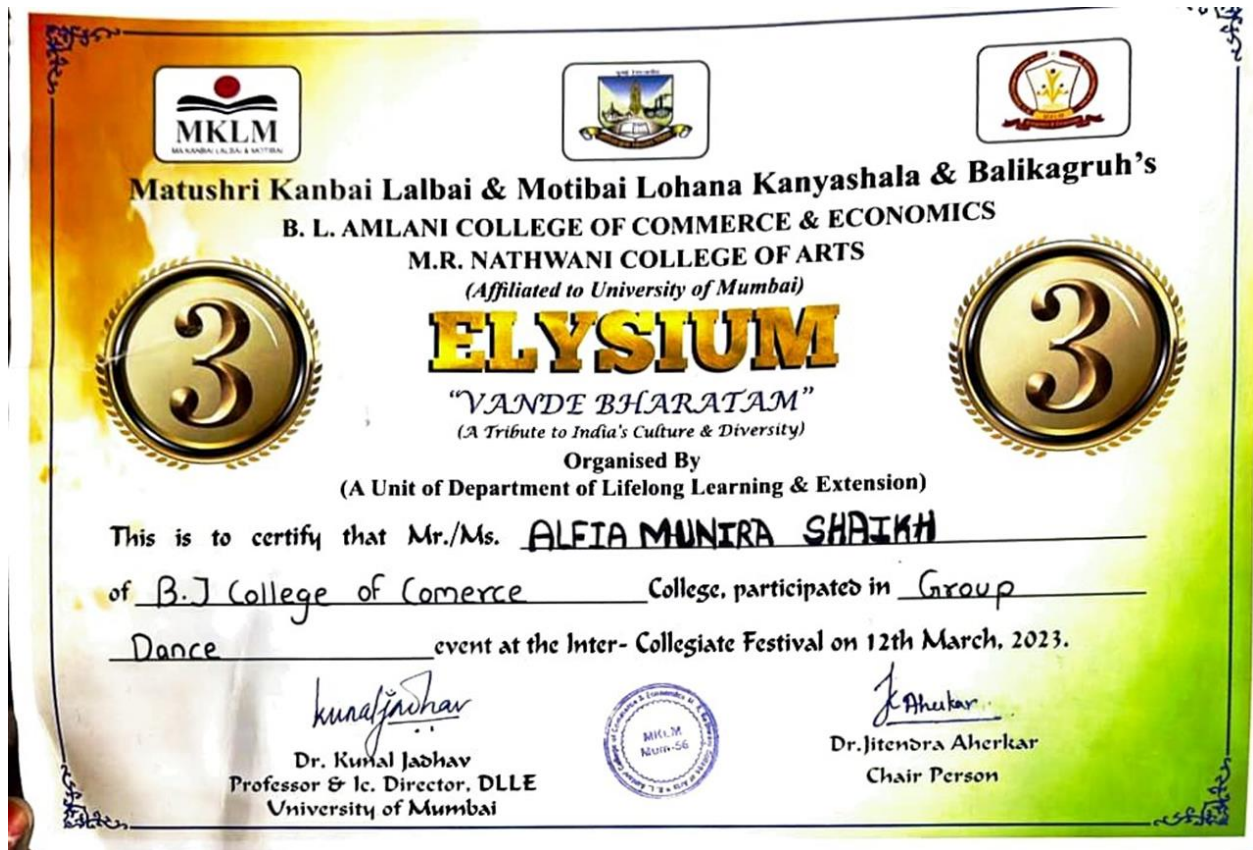 MKLM
Matushri Kanbai Lalbai & Motibai Lohana Kanyashala & Balikagruh's
B. L. AMLANI COLLEGE OF COMMERCE & ECONOMICS
M.R. NATHWANI COLLEGE OF ARTS
(Affiliated to University of Mumbai)
3
3
ELYSIUM
"VANDE BHARATAM"
(A Tribute to India's Culture & Diversity)
Organised By
(A Unit of Department of Lifelong Learning & Extension)
This is to certify that Mr./Ms. ALFIA MUNIRA SHAIKH
of B.J College of Comerce College, participated in Group
Dance event at the Inter- Collegiate Festival on 12th March, 2023.
kunaljadhav
Dr. Kunal Jadhav
Professor & Ic. Director, DLLE
University of Mumbai
MKLM
Mum-56
JcAherkar
Dr.Jitendra Aherkar
Chair Person